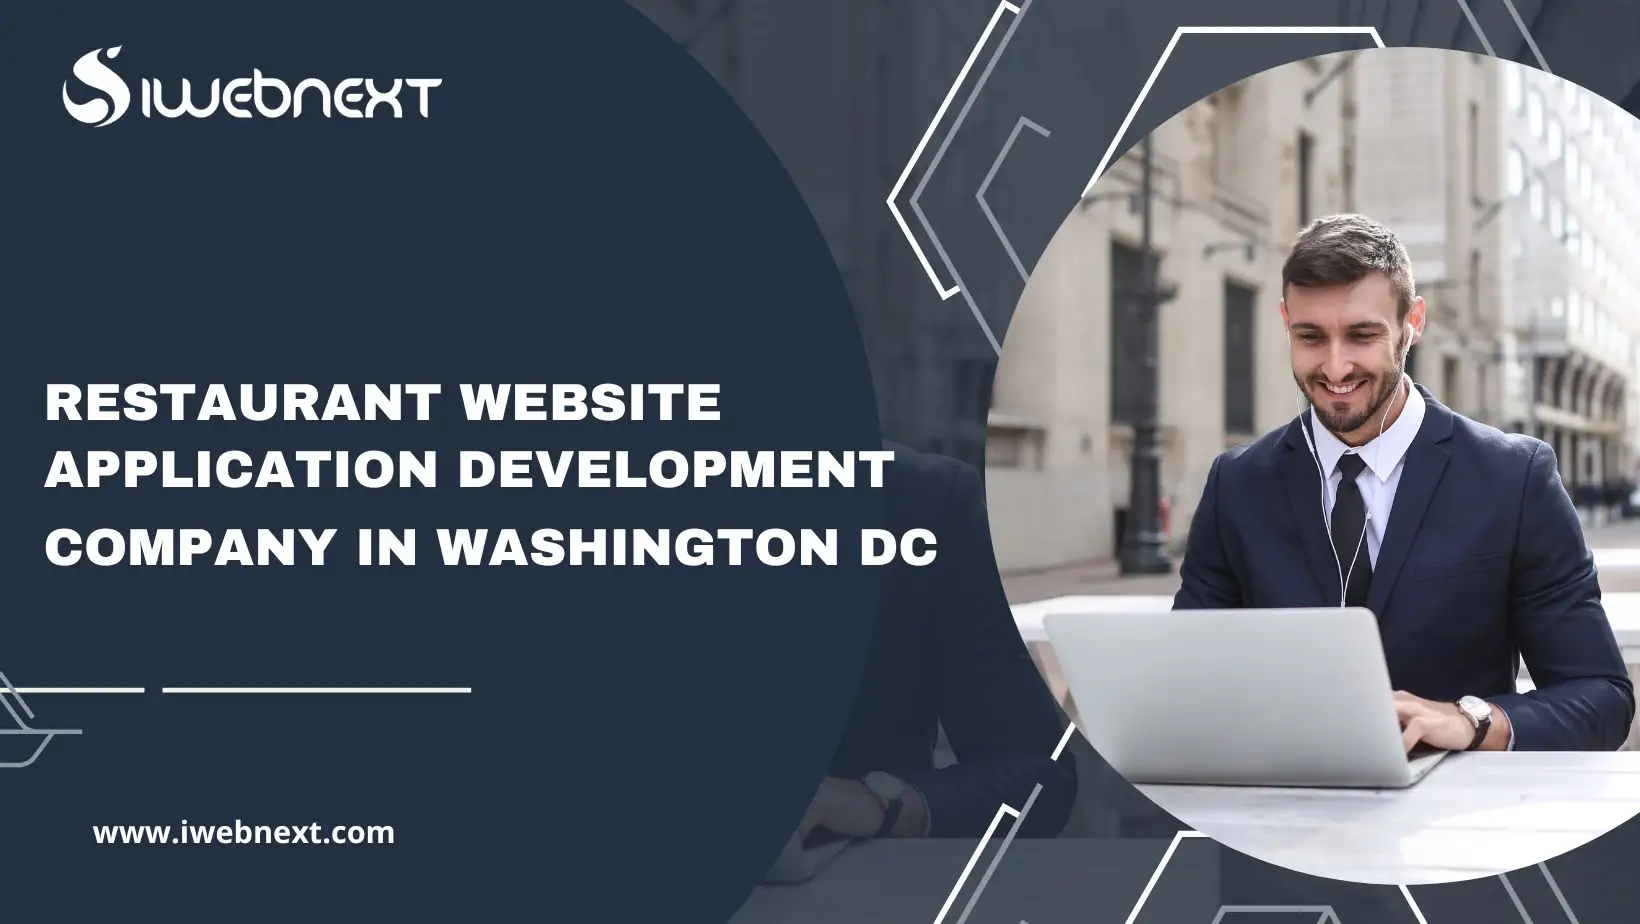 IWEBNEXT
RESTAURANT WEBSITE
APPLICATION DEVELOPMENT
COMPANY IN WASHINGTON DC
www.iwebnext.com